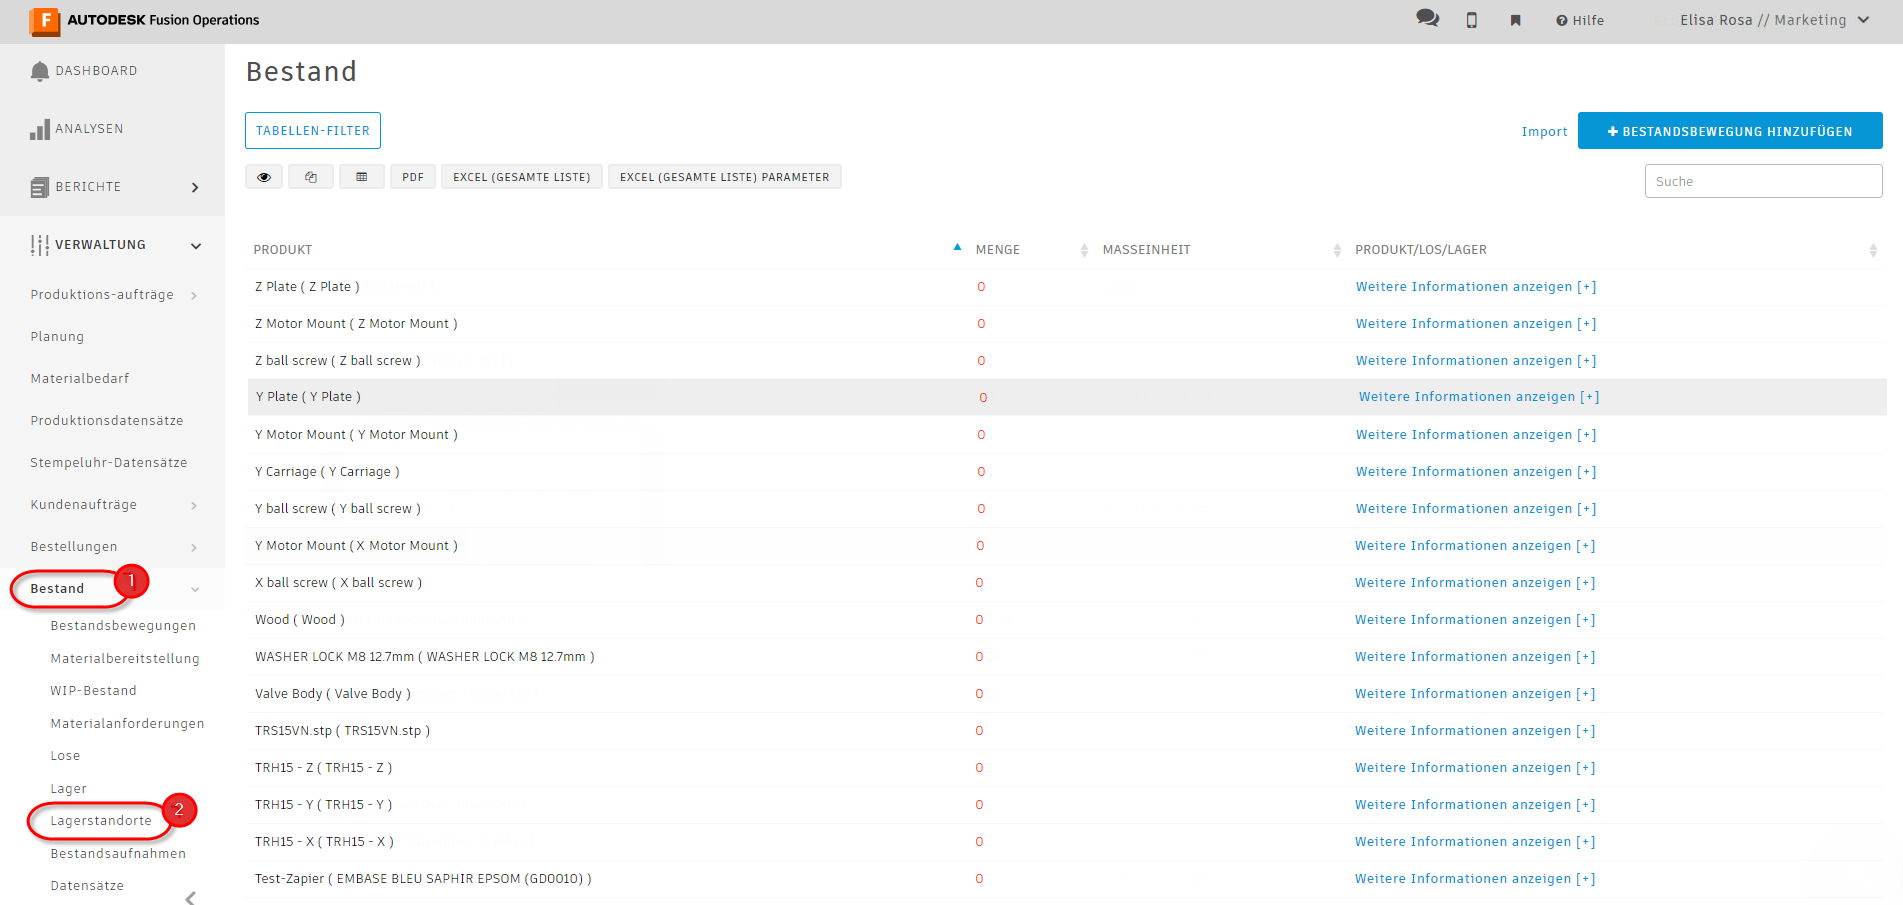 AUTODESK Fusion Operations
Hilfe
Elisa Rosa // Marketing
DASHBOARD
ANALYSEN
BERICHTE
VERWALTUNG
Produktions-aufträge
Planung
Materialbedarf
Produktionsdatensätze
Stempeluhr-Datensätze
Kundenaufträge
Bestellungen
Bestand
1
Bestandsbewegungen
Materialbereitstellung
WIP-Bestand
Materialanforderungen
Lose
Lager
Lagerstandorte
2
Bestandsaufnahmen
Datensätze
Bestand
TABELLEN-FILTER
Import
+ BESTANDSBEWEGUNG HINZUFÜGEN
PDF
EXCEL (GESAMTE LISTE)
EXCEL (GESAMTE LISTE) PARAMETER
Suche
PRODUKT MENGE MASSEINHEIT PRODUKT/LOS/LAGER
Z Plate ( Z Plate ) 0 Weitere Informationen anzeigen [+]
Z Motor Mount ( Z Motor Mount ) 0 Weitere Informationen anzeigen [+]
Z ball screw ( Z ball screw ) 0 Weitere Informationen anzeigen [+]
Y Plate ( Y Plate ) 0 Weitere Informationen anzeigen [+]
Y Motor Mount ( Y Motor Mount ) 0 Weitere Informationen anzeigen [+]
Y Carriage ( Y Carriage ) 0 Weitere Informationen anzeigen [+]
Y ball screw ( Y ball screw ) 0 Weitere Informationen anzeigen [+]
Y Motor Mount ( X Motor Mount ) 0 Weitere Informationen anzeigen [+]
X ball screw ( X ball screw ) 0 Weitere Informationen anzeigen [+]
Wood ( Wood ) 0 Weitere Informationen anzeigen [+]
WASHER LOCK M8 12.7mm ( WASHER LOCK M8 12.7mm ) 0 Weitere Informationen anzeigen [+]
Valve Body ( Valve Body ) 0 Weitere Informationen anzeigen [+]
TRS15VN.stp ( TRS15VN.stp ) 0 Weitere Informationen anzeigen [+]
TRH15 - Z ( TRH15 - Z ) 0 Weitere Informationen anzeigen [+]
TRH15 - Y ( TRH15 - Y ) 0 Weitere Informationen anzeigen [+]
TRH15 - X ( TRH15 - X ) 0 Weitere Informationen anzeigen [+]
Test-Zapier ( EMBASE BLEU SAPHIR EPSOM (GD0010) ) 0 Weitere Informationen anzeigen [+]